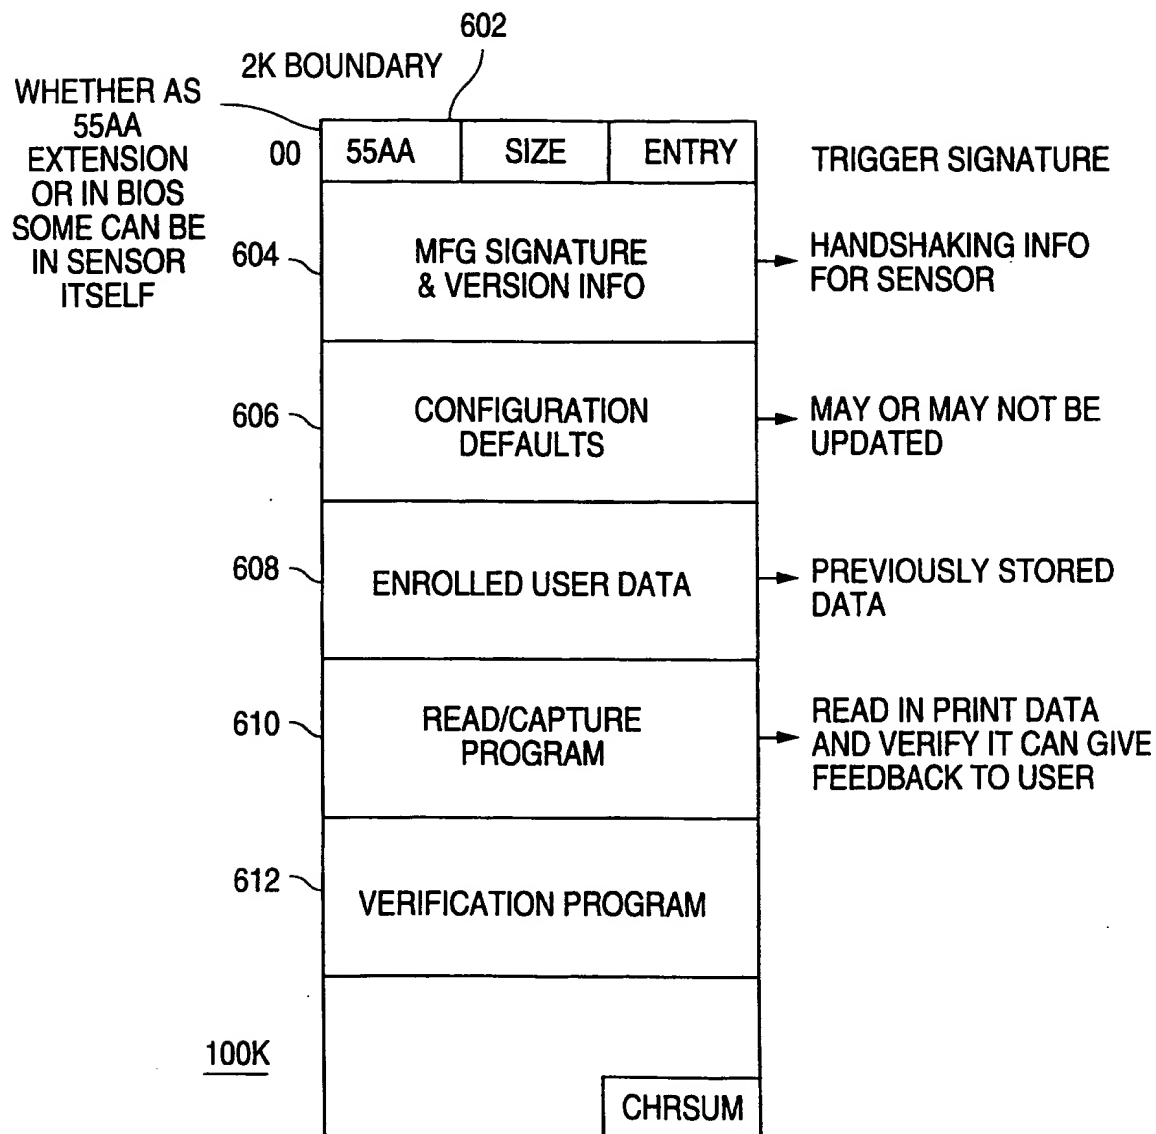 602
2K BOUNDARY
WHETHER AS
55AA
EXTENSION
OR IN BIOS
SOME CAN BE
IN SENSOR
ITSELF
00
55AA
SIZE
ENTRY
TRIGGER SIGNATURE
604
MFG SIGNATURE
& VERSION INFO
HANDSHAKING INFO
FOR SENSOR
606
CONFIGURATION
DEFAULTS
MAY OR MAY NOT BE
UPDATED
608
ENROLLED USER DATA
PREVIOUSLY STORED
DATA
610
READ/CAPTURE
PROGRAM
READ IN PRINT DATA
AND VERIFY IT CAN GIVE
FEEDBACK TO USER
612
VERIFICATION PROGRAM
100K
CHRSUM